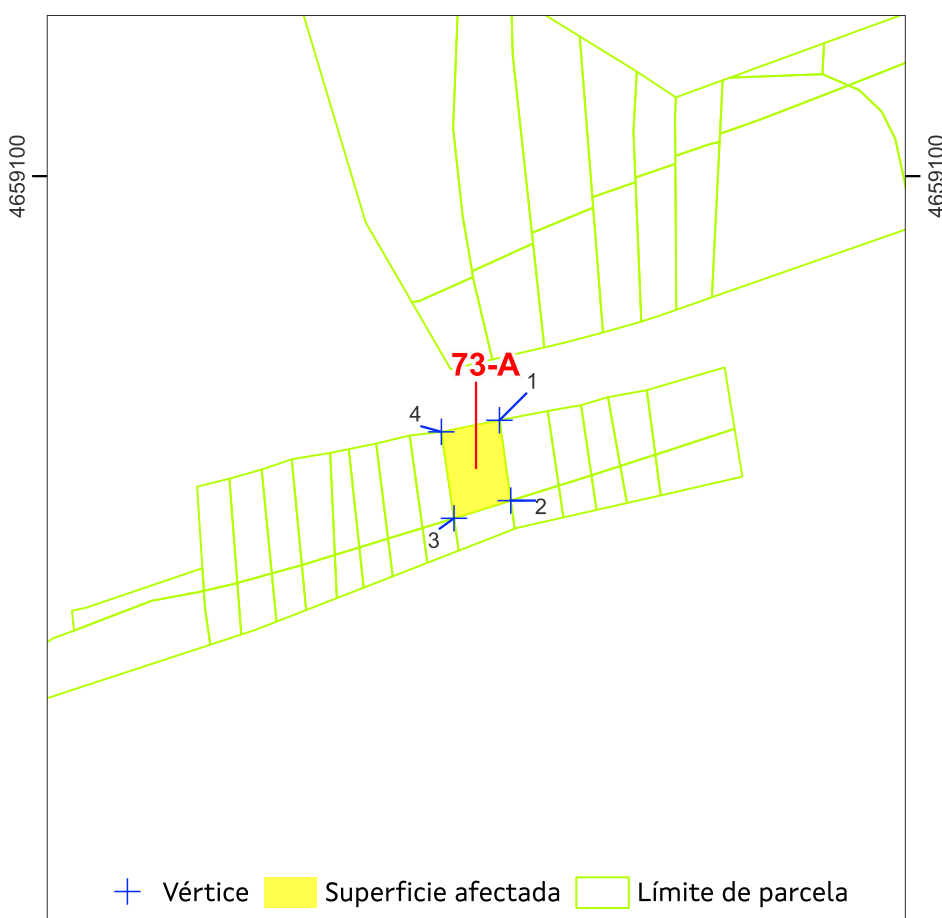 4659100
4659100
73-A
1
4
2
3
Vértice
Superficie afectada
Límite de parcela